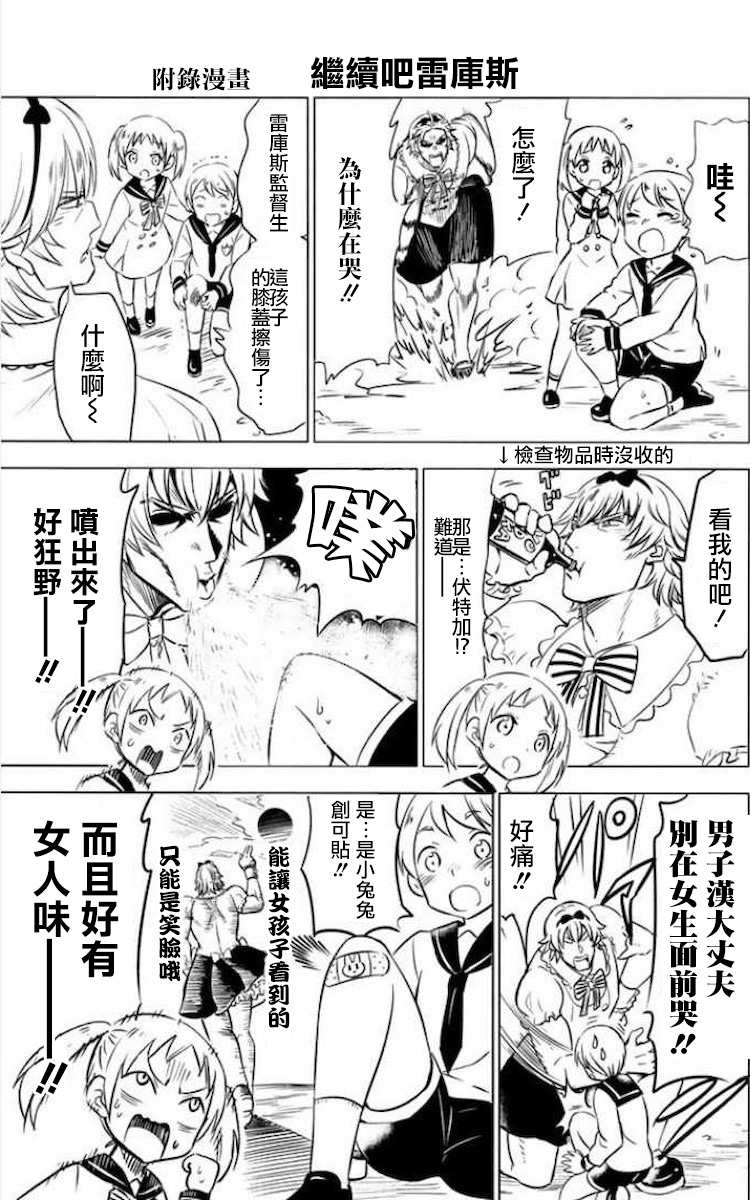 繼續吧雷庫斯
附錄漫畫
哇～
怎麼了!
為什麼在哭!!
雷庫斯監督生
這孩子
的膝蓋擦傷了…
什麼啊～
↓檢查物品時沒收的
看我的吧!
グビ
グビ
那是…伏特加!?
難道——
噗
噴出來了——!!
好狂野——!!
男子漢大丈夫
別在女生面前哭!!
好痛!!
是…是小兔兔
創可貼!!
能讓女孩子看到的
只能是笑臉哦
而且好有
女人味——!!